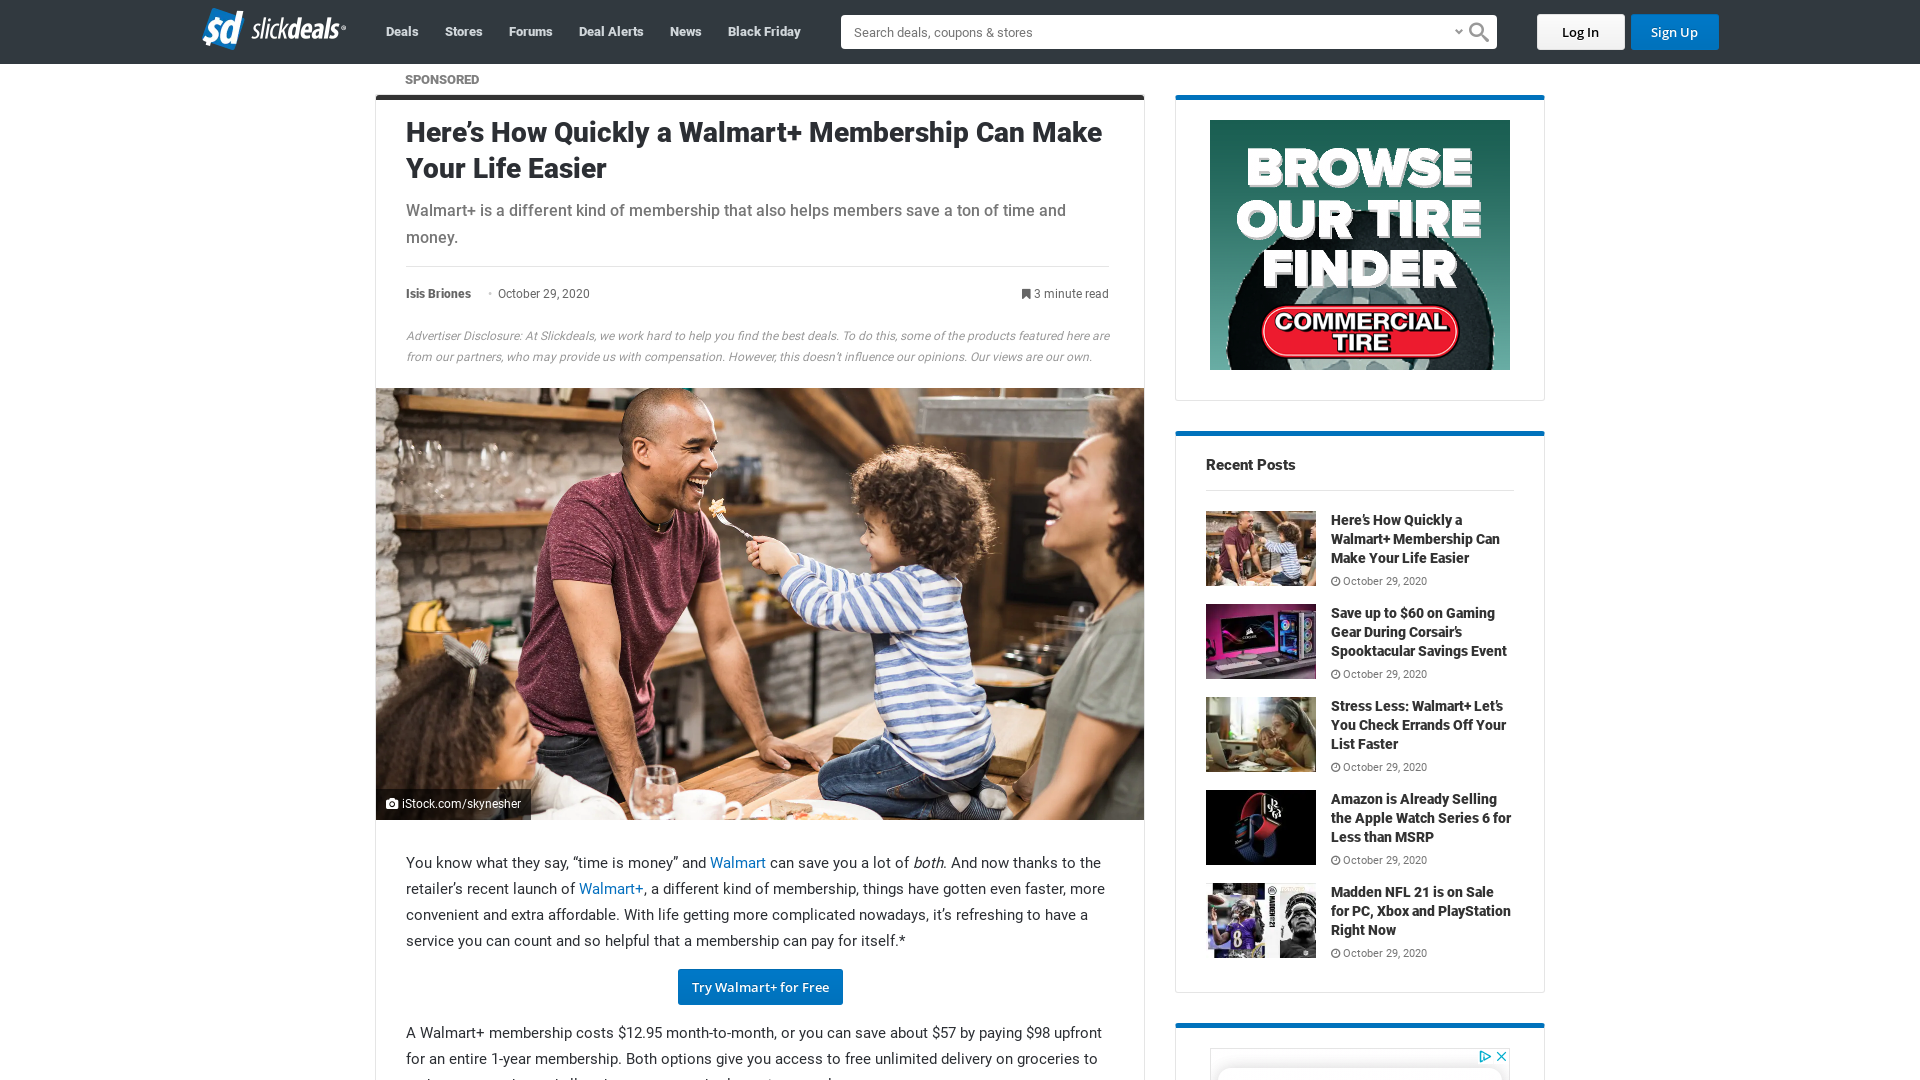 slickdeals
Deals
Stores
Forums
Deal Alerts
News
Black Friday
Search deals, coupons & stores
Log In
Sign Up
SPONSORED
Here’s How Quickly a Walmart+ Membership Can Make
Your Life Easier
Walmart+ is a different kind of membership that also helps members save a ton of time and
money.
Isis Briones
October 29, 2020
3 minute read
Advertiser Disclosure: At Slickdeals, we work hard to help you find the best deals. To do this, some of the products featured here are
from our partners, who may provide us with compensation. However, this doesn’t influence our opinions. Our views are our own.
iStock.com/skynesher
You know what they say, “time is money” and Walmart can save you a lot of both. And now thanks to the
retailer’s recent launch of Walmart+, a different kind of membership, things have gotten even faster, more
convenient and extra affordable. With life getting more complicated nowadays, it’s refreshing to have a
service you can count and so helpful that a membership can pay for itself.*
Try Walmart+ for Free
A Walmart+ membership costs $12.95 month-to-month, or you can save about $57 by paying $98 upfront
for an entire 1-year membership. Both options give you access to free unlimited delivery on groceries to
BROWSE
OUR TIRE
FINDER
COMMERCIAL
TIRE
Recent Posts
Here’s How Quickly a
Walmart+ Membership Can
Make Your Life Easier
October 29, 2020
Save up to $60 on Gaming
Gear During Corsair’s
Spooktacular Savings Event
October 29, 2020
Stress Less: Walmart+ Let’s
You Check Errands Off Your
List Faster
October 29, 2020
Amazon is Already Selling
the Apple Watch Series 6 for
Less than MSRP
October 29, 2020
Madden NFL 21 is on Sale
for PC, Xbox and PlayStation
Right Now
October 29, 2020